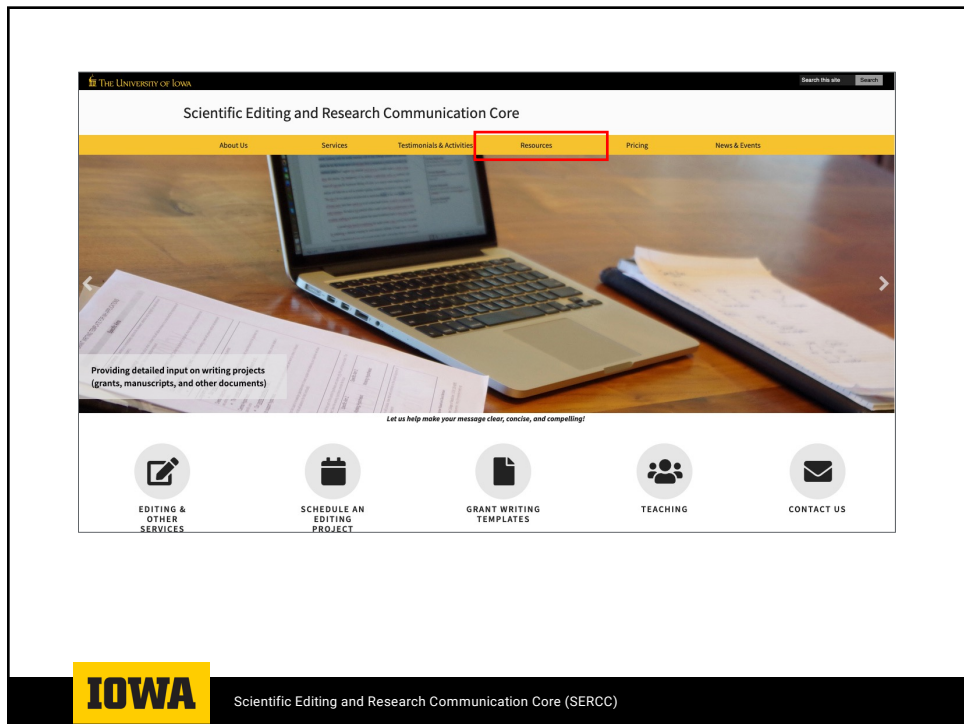 THE UNIVERSITY OF IOWA
Search this site
Search
Scientific Editing and Research Communication Core
About Us
Services
Testimonials & Activities
Resources
Pricing
News & Events
Providing detailed input on writing projects
(grants, manuscripts, and other documents)
Let us help make your message clear, concise, and compelling!
EDITING &
OTHER
SERVICES
SCHEDULE AN
EDITING
PROJECT
GRANT WRITING
TEMPLATES
TEACHING
CONTACT US
IOWA
Scientific Editing and Research Communication Core (SERCC)